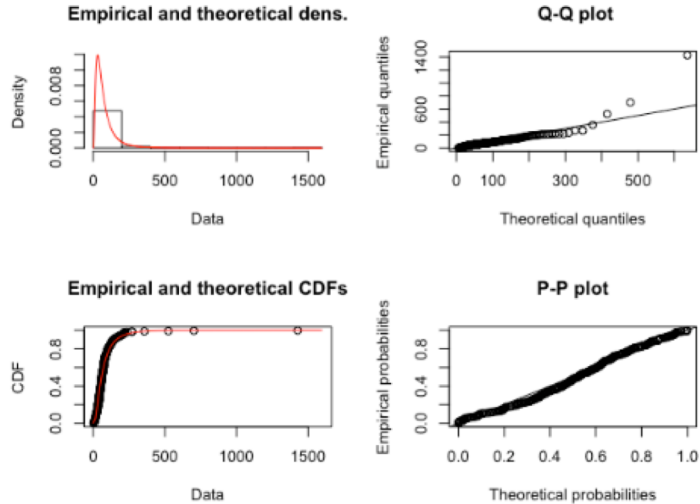 Empirical and theoretical dens.
Density
0.000
0.008
0
500
1000
1500
Data
Q-Q plot
Empirical quantiles
0
600
1400
0
100
300
500
Theoretical quantiles
Empirical and theoretical CDFs
CDF
0.0
0.4
0.8
0
500
1000
1500
Data
P-P plot
Empirical probabilities
0.0
0.4
0.8
0.0
0.2
0.4
0.6
0.8
1.0
Theoretical probabilities